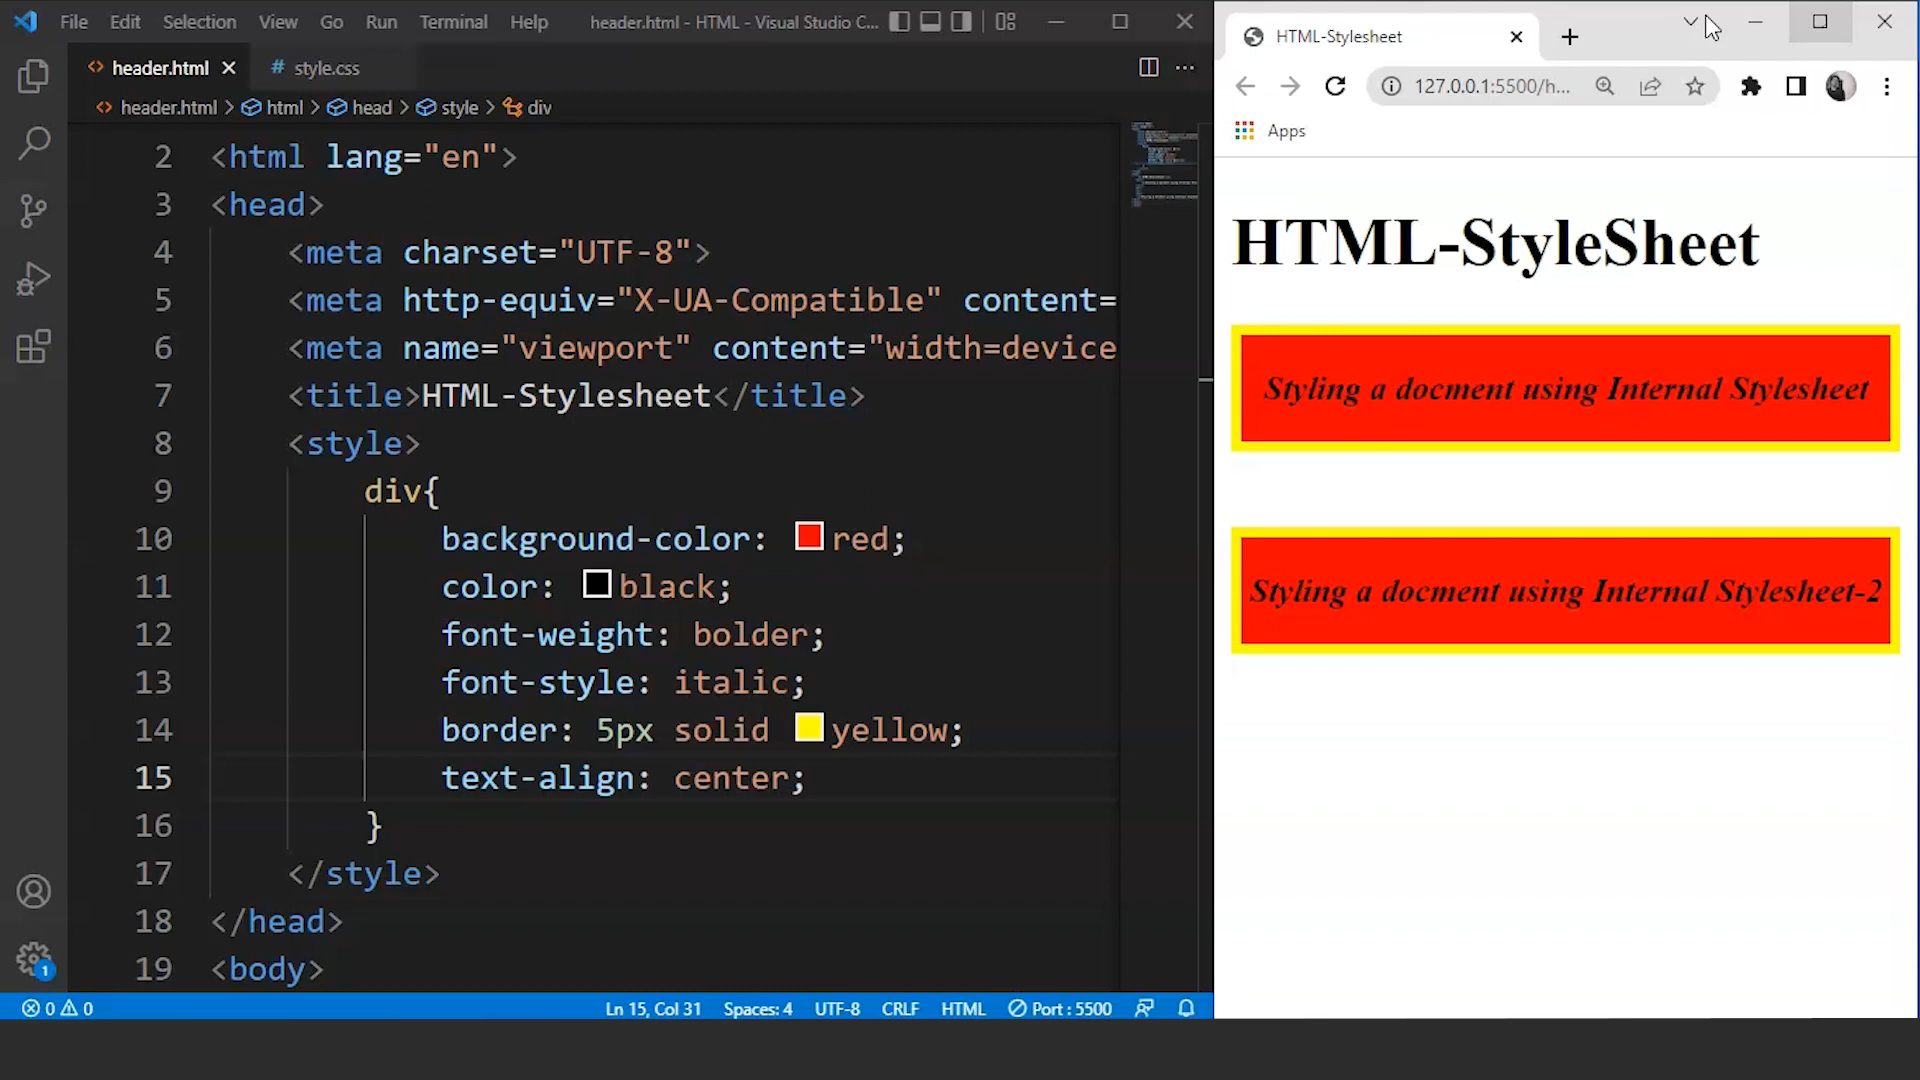 File Edit Selection View Go Run Terminal Help header.html - HTML - Visual Studio C...
header.html
# style.css
header.html > html > head > style > div
2 <html lang="en">
3 <head>
4 <meta charset="UTF-8">
5 <meta http-equiv="X-UA-Compatible" content=
6 <meta name="viewport" content="width=device
7 <title>HTML-Stylesheet</title>
8 <style>
9 div{
10 background-color: red;
11 color: black;
12 font-weight: bolder;
13 font-style: italic;
14 border: 5px solid yellow;
15 text-align: center;
16 }
17 </style>
18 </head>
19 <body>
1
0 0 Ln 15, Col 31 Spaces: 4 UTF-8 CRLF HTML Port : 5500
HTML-Stylesheet
127.0.0.1:5500/h...
Apps
HTML-StyleSheet
Styling a docment using Internal Stylesheet
Styling a docment using Internal Stylesheet-2